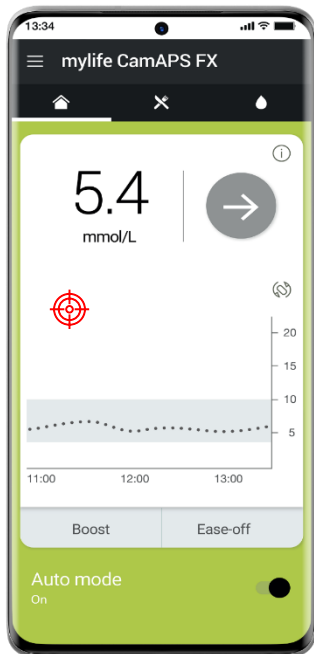 13:34
mylife CamAPS FX
5.4
mmol/L
20
15
10
5
11:00 12:00 13:00
Boost Ease-off
Auto mode
On